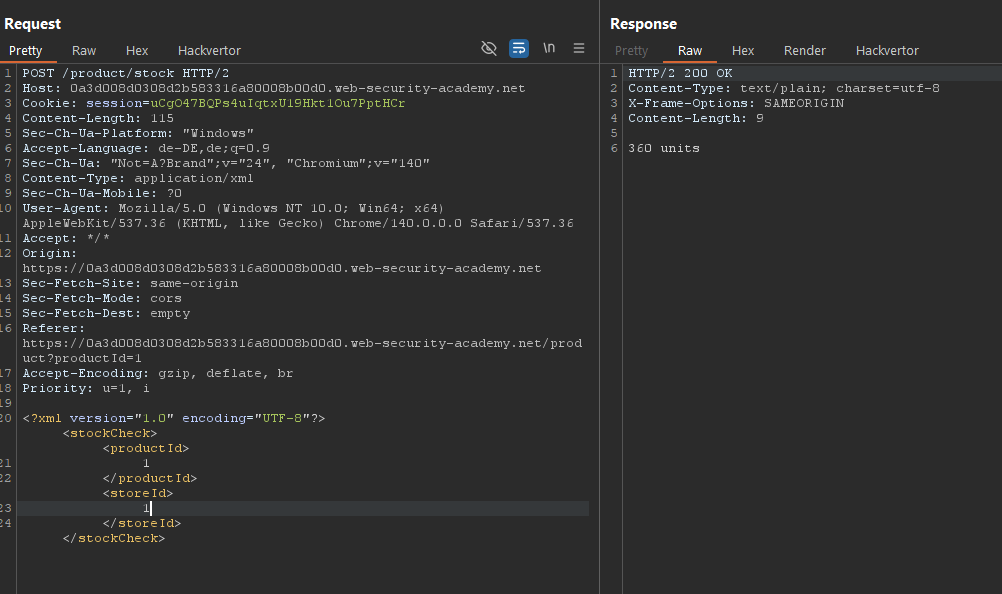 Request
Pretty Raw Hex Hackvertor \n
1 POST /product/stock HTTP/2
2 Host: 0a3d008d0308d2b583316a80008b00d0.web-security-academy.net
3 Cookie: session=uCgO47BQPs4uIqtxU19Hkt1Ou7PptHCr
4 Content-Length: 115
5 Sec-Ch-Ua-Platform: "Windows"
6 Accept-Language: de-DE,de;q=0.9
7 Sec-Ch-Ua: "Not=A?Brand";v="24", "Chromium";v="140"
8 Content-Type: application/xml
9 Sec-Ch-Ua-Mobile: ?0
10 User-Agent: Mozilla/5.0 (Windows NT 10.0; Win64; x64)
AppleWebKit/537.36 (KHTML, like Gecko) Chrome/140.0.0.0 Safari/537.36
11 Accept: */*
12 Origin:
https://0a3d008d0308d2b583316a80008b00d0.web-security-academy.net
13 Sec-Fetch-Site: same-origin
14 Sec-Fetch-Mode: cors
15 Sec-Fetch-Dest: empty
16 Referer:
https://0a3d008d0308d2b583316a80008b00d0.web-security-academy.net/prod
uct?productId=1
17 Accept-Encoding: gzip, deflate, br
18 Priority: u=1, i
19
20 <?xml version="1.0" encoding="UTF-8"?>
<stockCheck>
<productId>
21 1
22 </productId>
<storeId>
23 1
24 </storeId>
</stockCheck>
Response
Pretty Raw Hex Render Hackvertor
1 HTTP/2 200 OK
2 Content-Type: text/plain; charset=utf-8
3 X-Frame-Options: SAMEORIGIN
4 Content-Length: 9
5
6 360 units